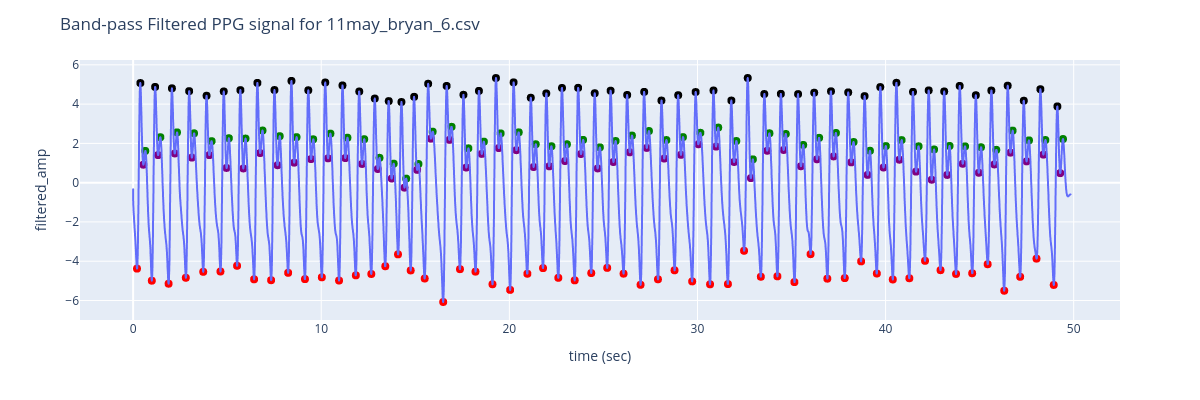 Band-pass Filtered PPG signal for 11may_bryan_6.csv
6
4
2
0
−2
−4
−6
filtered_amp
0 10 20 30 40 50
time (sec)